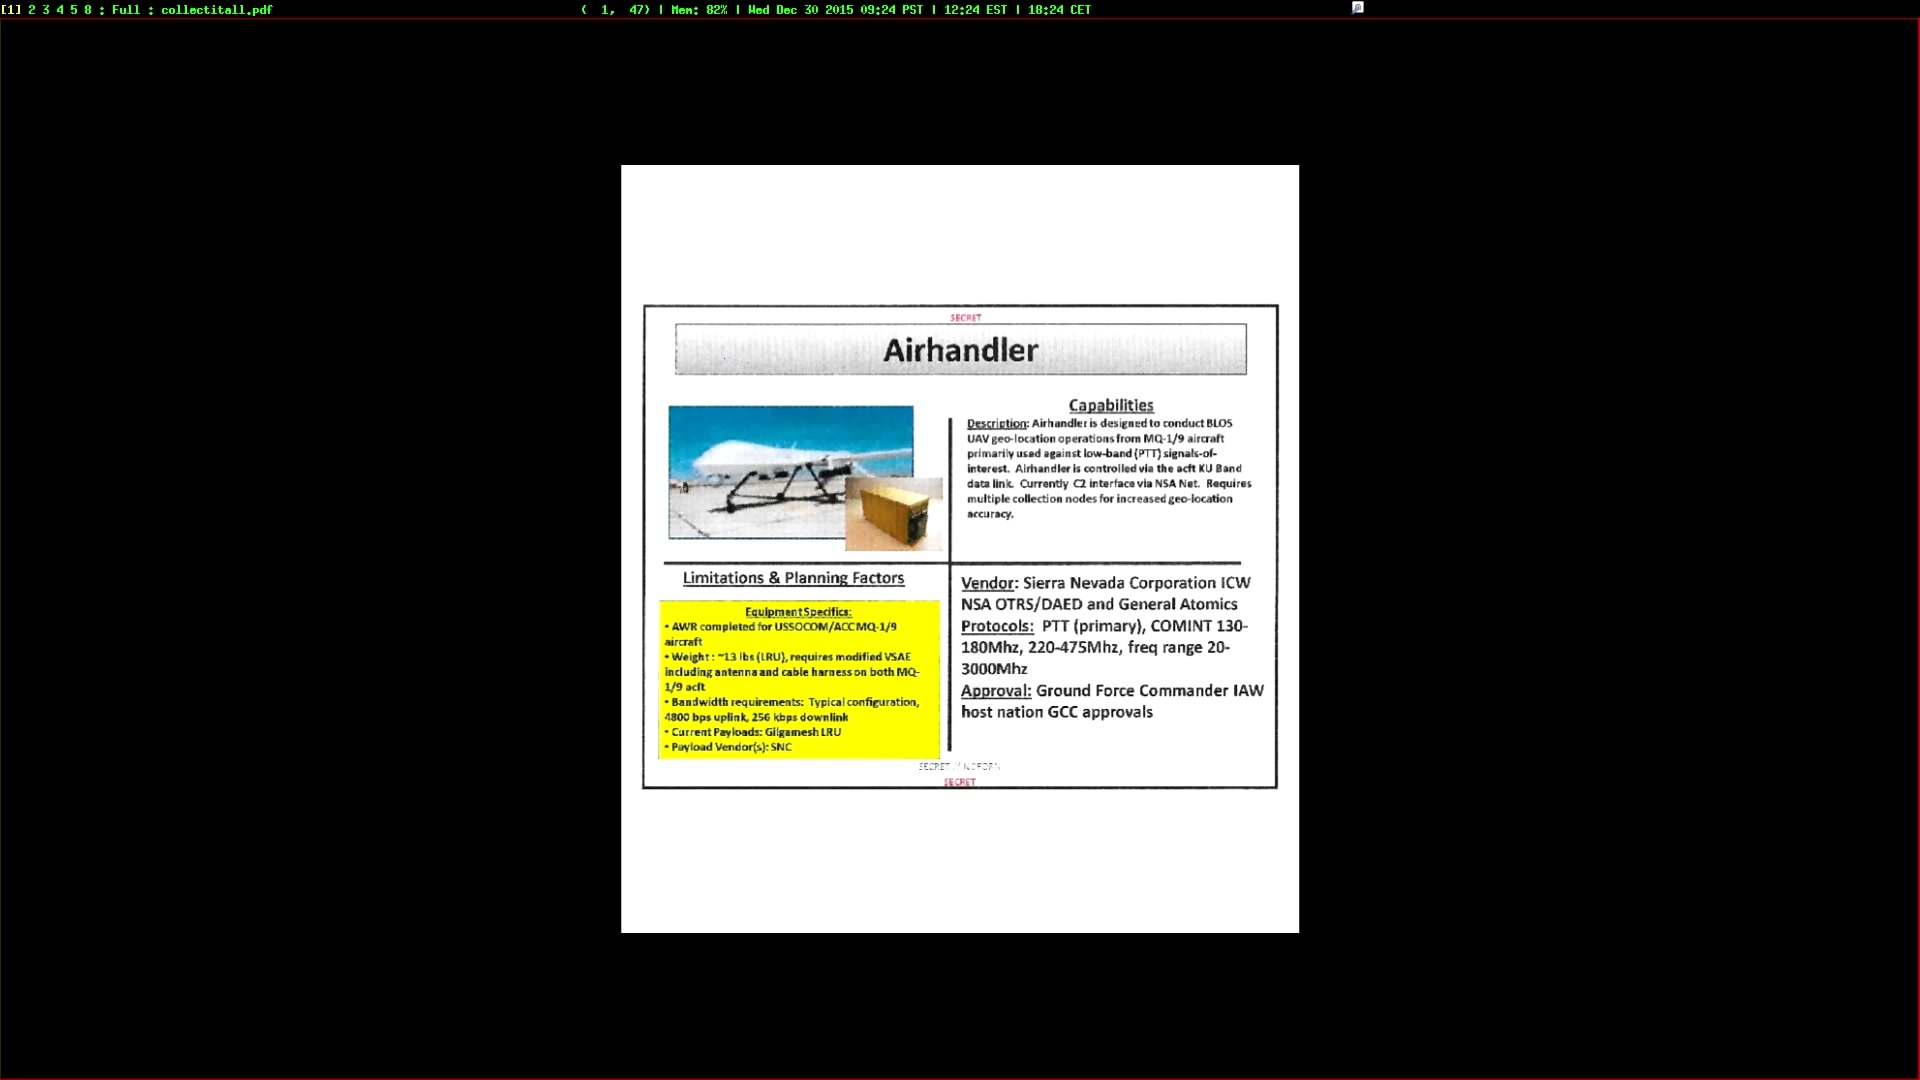 [1] 2 3 4 5 8 : Full : collectitall.pdf
( 1, 47) | Mem: 82% | Wed Dec 30 2015 09:24 PST | 12:24 EST | 18:24 CET
SECRET
Airhandler
Capabilities
Description: Airhandler is designed to conduct BLOS
UAV geo-location operations from MQ-1/9 aircraft
primarily used against low-band (PTT) signals-of-
interest. Airhandler is controlled via the acft KU Band
data link. Currently C2 interface via NSA Net. Requires
multiple collection nodes for increased geo-location
accuracy.
Limitations & Planning Factors
Equipment Specifics:
• AWR completed for USSOCOM/ACC MQ-1/9
aircraft
• Weight : ~13 lbs (LRU), requires modified VSAE
including antenna and cable harness on both MQ-
1/9 acft
• Bandwidth requirements: Typical configuration,
4800 bps uplink, 256 kbps downlink
• Current Payloads: Gilgamesh LRU
• Payload Vendor(s): SNC
Vendor: Sierra Nevada Corporation ICW
NSA OTRS/DAED and General Atomics
Protocols: PTT (primary), COMINT 130-
180Mhz, 220-475Mhz, freq range 20-
3000Mhz
Approval: Ground Force Commander IAW
host nation GCC approvals
SECRET // NOFORN
SECRET